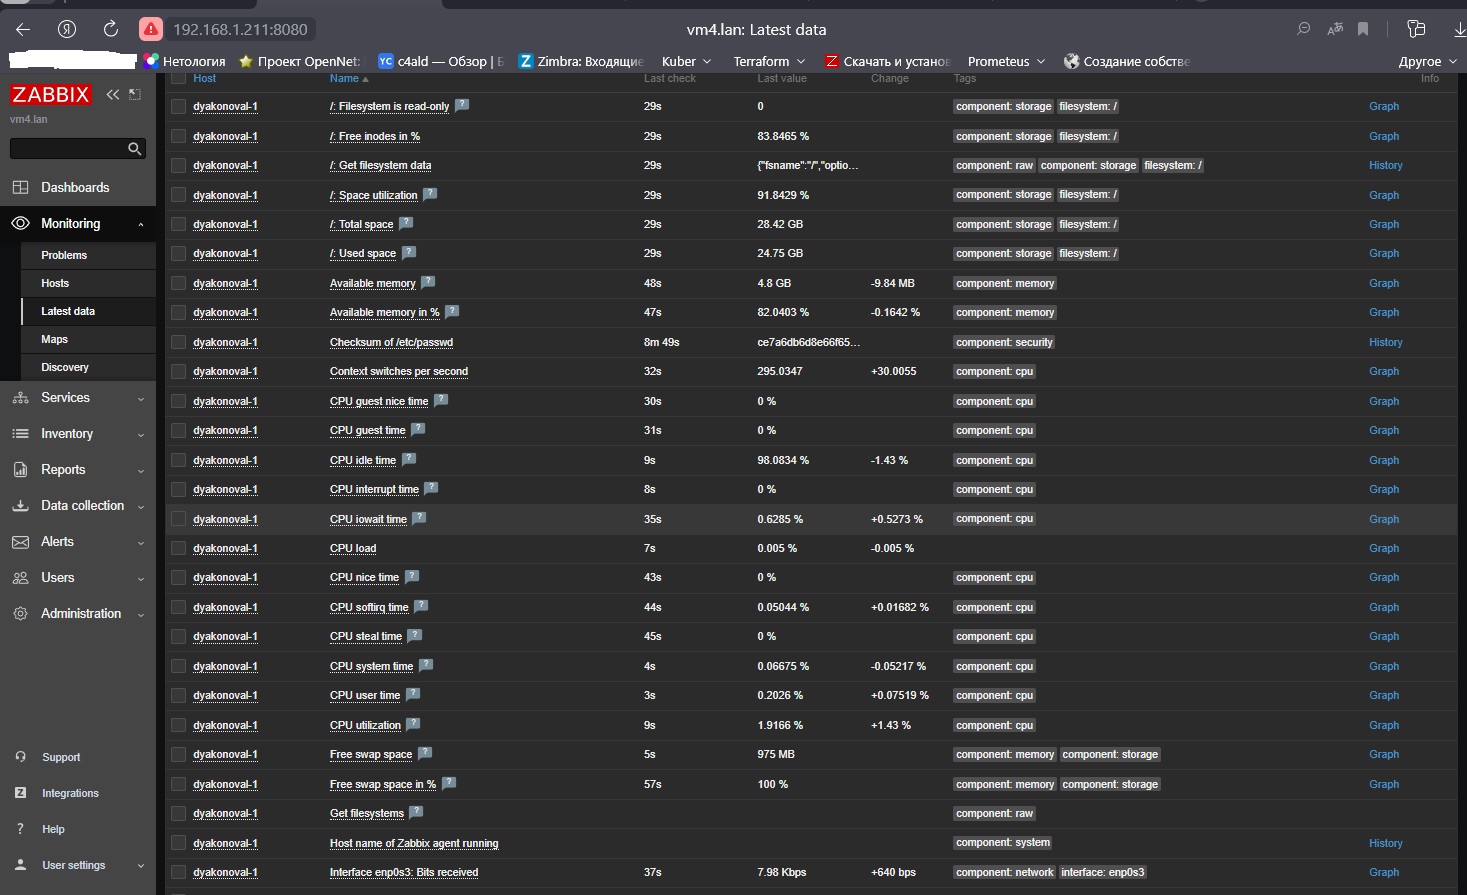 192.168.1.211:8080 vm4.lan: Latest data
Нетология Проект OpenNet: YC c4ald — Обзор | Z Zimbra: Входящие Kuber Terraform Z Скачать и установ Prometeus Создание собстве Другое
ZABBIX
vm4.lan
Dashboards
Monitoring
Problems
Hosts
Latest data
Maps
Discovery
Services
Inventory
Reports
Data collection
Alerts
Users
Administration
Support
Z Integrations
? Help
User settings
Host Name Last check Last value Change Tags Info
dyakonoval-1 /: Filesystem is read-only ? 29s 0 component: storage filesystem: / Graph
dyakonoval-1 /: Free inodes in % 29s 83.8465 % component: storage filesystem: / Graph
dyakonoval-1 /: Get filesystem data 29s {"fsname":"/","optio... component: raw component: storage filesystem: / History
dyakonoval-1 /: Space utilization ? 29s 91.8429 % component: storage filesystem: / Graph
dyakonoval-1 /: Total space ? 29s 28.42 GB component: storage filesystem: / Graph
dyakonoval-1 /: Used space ? 29s 24.75 GB component: storage filesystem: / Graph
dyakonoval-1 Available memory ? 48s 4.8 GB -9.84 MB component: memory Graph
dyakonoval-1 Available memory in % ? 47s 82.0403 % -0.1642 % component: memory Graph
dyakonoval-1 Checksum of /etc/passwd 8m 49s ce7a6db6d8e66f65... component: security History
dyakonoval-1 Context switches per second 32s 295.0347 +30.0055 component: cpu Graph
dyakonoval-1 CPU guest nice time ? 30s 0 % component: cpu Graph
dyakonoval-1 CPU guest time ? 31s 0 % component: cpu Graph
dyakonoval-1 CPU idle time ? 9s 98.0834 % -1.43 % component: cpu Graph
dyakonoval-1 CPU interrupt time ? 8s 0 % component: cpu Graph
dyakonoval-1 CPU iowait time ? 35s 0.6285 % +0.5273 % component: cpu Graph
dyakonoval-1 CPU load 7s 0.005 % -0.005 % Graph
dyakonoval-1 CPU nice time ? 43s 0 % component: cpu Graph
dyakonoval-1 CPU softirq time ? 44s 0.05044 % +0.01682 % component: cpu Graph
dyakonoval-1 CPU steal time ? 45s 0 % component: cpu Graph
dyakonoval-1 CPU system time ? 4s 0.06675 % -0.05217 % component: cpu Graph
dyakonoval-1 CPU user time ? 3s 0.2026 % +0.07519 % component: cpu Graph
dyakonoval-1 CPU utilization ? 9s 1.9166 % +1.43 % component: cpu Graph
dyakonoval-1 Free swap space ? 5s 975 MB component: memory component: storage Graph
dyakonoval-1 Free swap space in % ? 57s 100 % component: memory component: storage Graph
dyakonoval-1 Get filesystems ? component: raw
dyakonoval-1 Host name of Zabbix agent running component: system History
dyakonoval-1 Interface enp0s3: Bits received 37s 7.98 Kbps +640 bps component: network interface: enp0s3 Graph